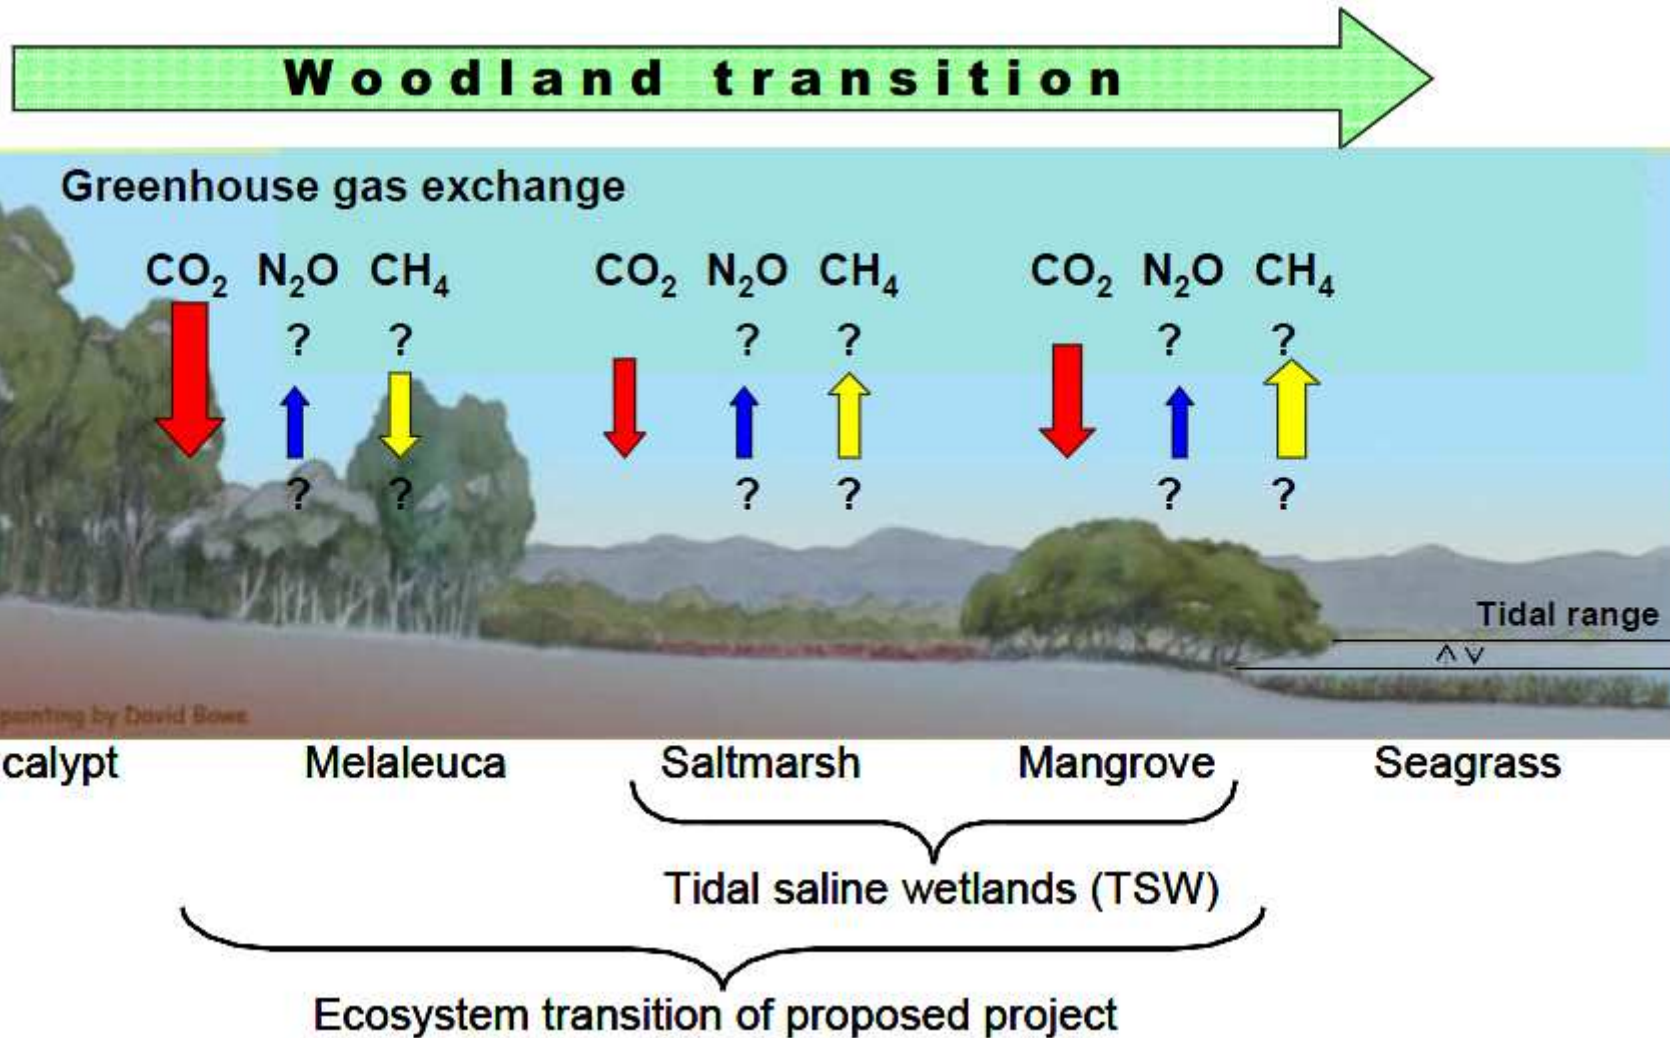 Woodland transition
Greenhouse gas exchange
CO₂ N₂O CH₄ CO₂ N₂O CH₄ CO₂ N₂O CH₄
? ? ? ? ? ?
? ? ? ? ? ?
Tidal range
painting by David Bowe
calypt Melaleuca Saltmarsh Mangrove Seagrass
Tidal saline wetlands (TSW)
Ecosystem transition of proposed project